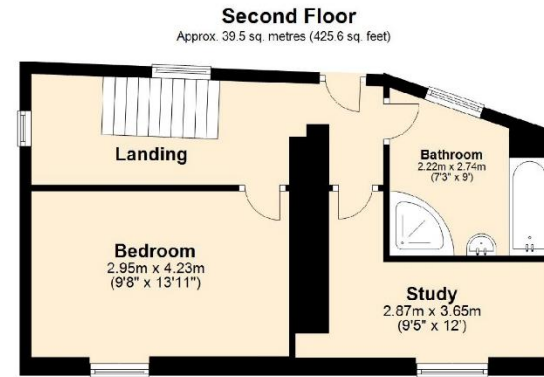 Second Floor
Approx. 39.5 sq. metres (425.6 sq. feet)
Landing
Bathroom
2.22m x 2.74m
(7'3" x 9')
Bedroom
2.95m x 4.23m
(9'8" x 13'11")
Study
2.87m x 3.65m
(9'5" x 12')